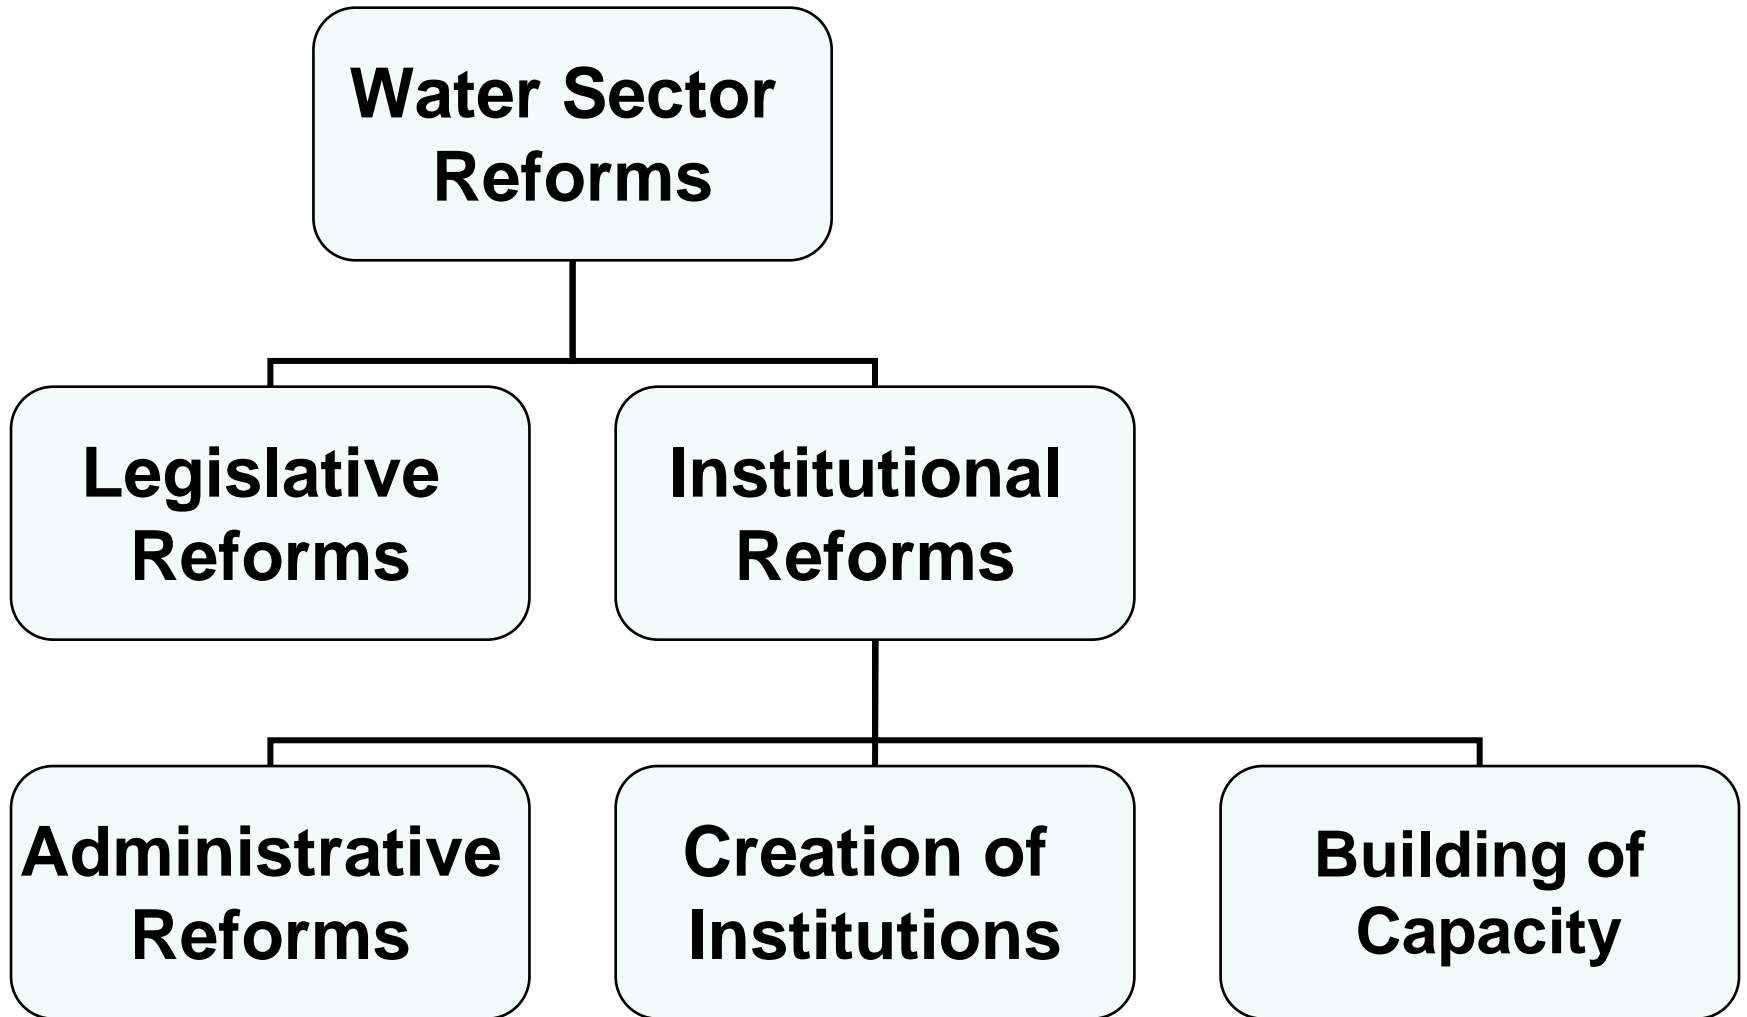 Water Sector
Reforms
Legislative
Reforms
Institutional
Reforms
Administrative
Reforms
Creation of
Institutions
Building of
Capacity